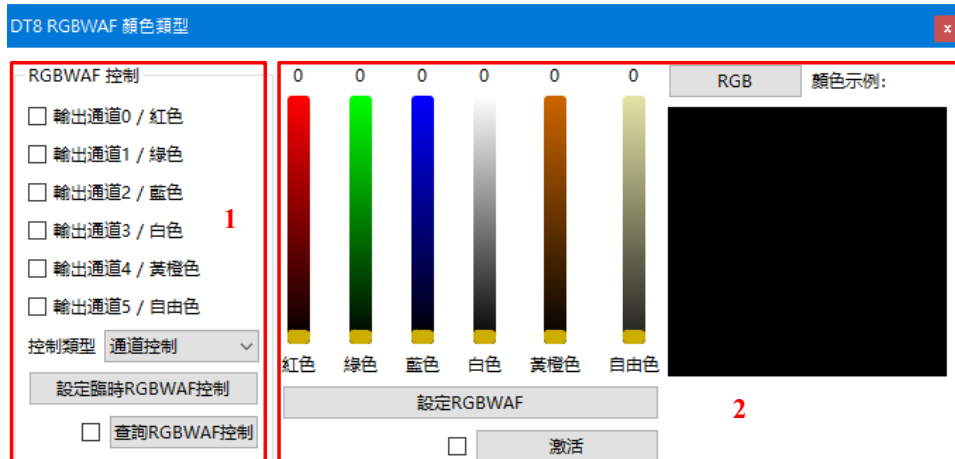 DT8 RGBWAF 顏色類型
x
RGBWAF 控制
輸出通道0 / 紅色
輸出通道1 / 綠色
輸出通道2 / 藍色
輸出通道3 / 白色
輸出通道4 / 黃橙色
輸出通道5 / 自由色
1
控制類型 通道控制
設定臨時RGBWAF控制
查詢RGBWAF控制
0 0 0 0 0 0
紅色 綠色 藍色 白色 黃橙色 自由色
設定RGBWAF
激活
RGB 顏色示例:
2